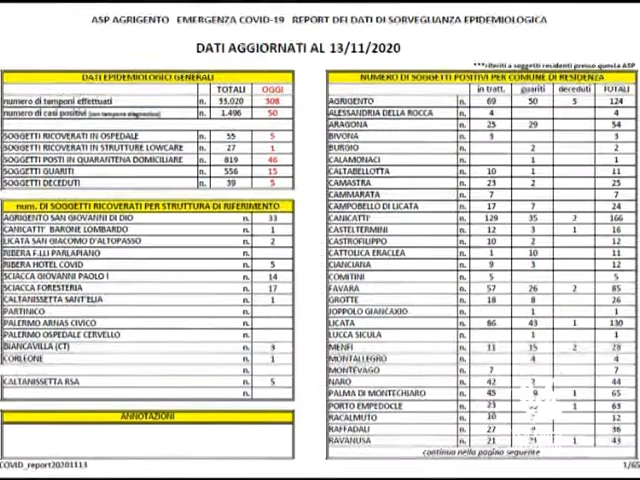 ASP AGRIGENTO EMERGENZA COVID-19 REPORT DEI DATI DI SORVEGLIANZA EPIDEMIOLOGICA
DATI AGGIORNATI AL 13/11/2020
***riferiti a soggetti residenti presso questa ASP
DATI EPIDEMIOLOGICI GENERALI
TOTALI OGGI
numero di tamponi effettuati n. 33.020 308
numero di casi positivi (con tampone diagnostico) n. 1.496 50
SOGGETTI RICOVERATI IN OSPEDALE n. 55 5
SOGGETTI RICOVERATI IN STRUTTURE LOWCARE n. 27 1
SOGGETTI POSTI IN QUARANTENA DOMICILIARE n. 819 46
SOGGETTI GUARITI n. 556 15
SOGGETTI DECEDUTI n. 39 5
num. DI SOGGETTI RICOVERATI PER STRUTTURA DI RIFERIMENTO
AGRIGENTO SAN GIOVANNI DI DIO n. 33
CANICATTI' BARONE LOMBARDO n. 1
LICATA SAN GIACOMO D'ALTOPASSO n. 2
RIBERA F.LLI PARLAPIANO n.
RIBERA HOTEL COVID n. 5
SCIACCA GIOVANNI PAOLO I n. 14
SCIACCA FORESTERIA n. 17
CALTANISSETTA SANT'ELIA n. 1
PARTINICO n.
PALERMO ARNAS CIVICO n.
PALERMO OSPEDALE CERVELLO n.
BIANCAVILLA (CT) n. 3
CORLEONE n. 1
CALTANISSETTA RSA n. 5
ANNOTAZIONI
NUMERO DI SOGGETTI POSITIVI PER COMUNE DI RESIDENZA
in tratt. guariti deceduti TOTALI
AGRIGENTO n. 69 50 5 124
ALESSANDRIA DELLA ROCCA n. 4 4
ARAGONA n. 25 29 54
BIVONA n. 3 3
BURGIO n. 2 2
CALAMONACI n. 1 1
CALTABELLOTTA n. 10 1 11
CAMASTRA n. 23 2 25
CAMMARATA n. 7 7
CAMPOBELLO DI LICATA n. 17 7 24
CANICATTI' n. 129 35 2 166
CASTELTERMINI n. 12 3 1 16
CASTROFILIPPO n. 10 2 12
CATTOLICA ERACLEA n. 1 10 11
CIANCIANA n. 9 3 12
COMITINI n. 5 5
FAVARA n. 57 26 2 85
GROTTE n. 18 8 26
JOPPOLO GIANCAXIO n. 1 1
LICATA n. 86 43 1 130
LUCCA SICULA n. 1 1
MENFI n. 11 15 2 28
MONTALLEGRO n. 4 4
MONTEVAGO n. 7 7
NARO n. 42 44
PALMA DI MONTECHIARO n. 45 1 65
PORTO EMPEDOCLE n. 23 1 63
RACALMUTO n. 10 12
RAFFADALI n. 27 36
RAVANUSA n. 21 1 43
continua nella pagina seguente
COVID_report20201113
1/65